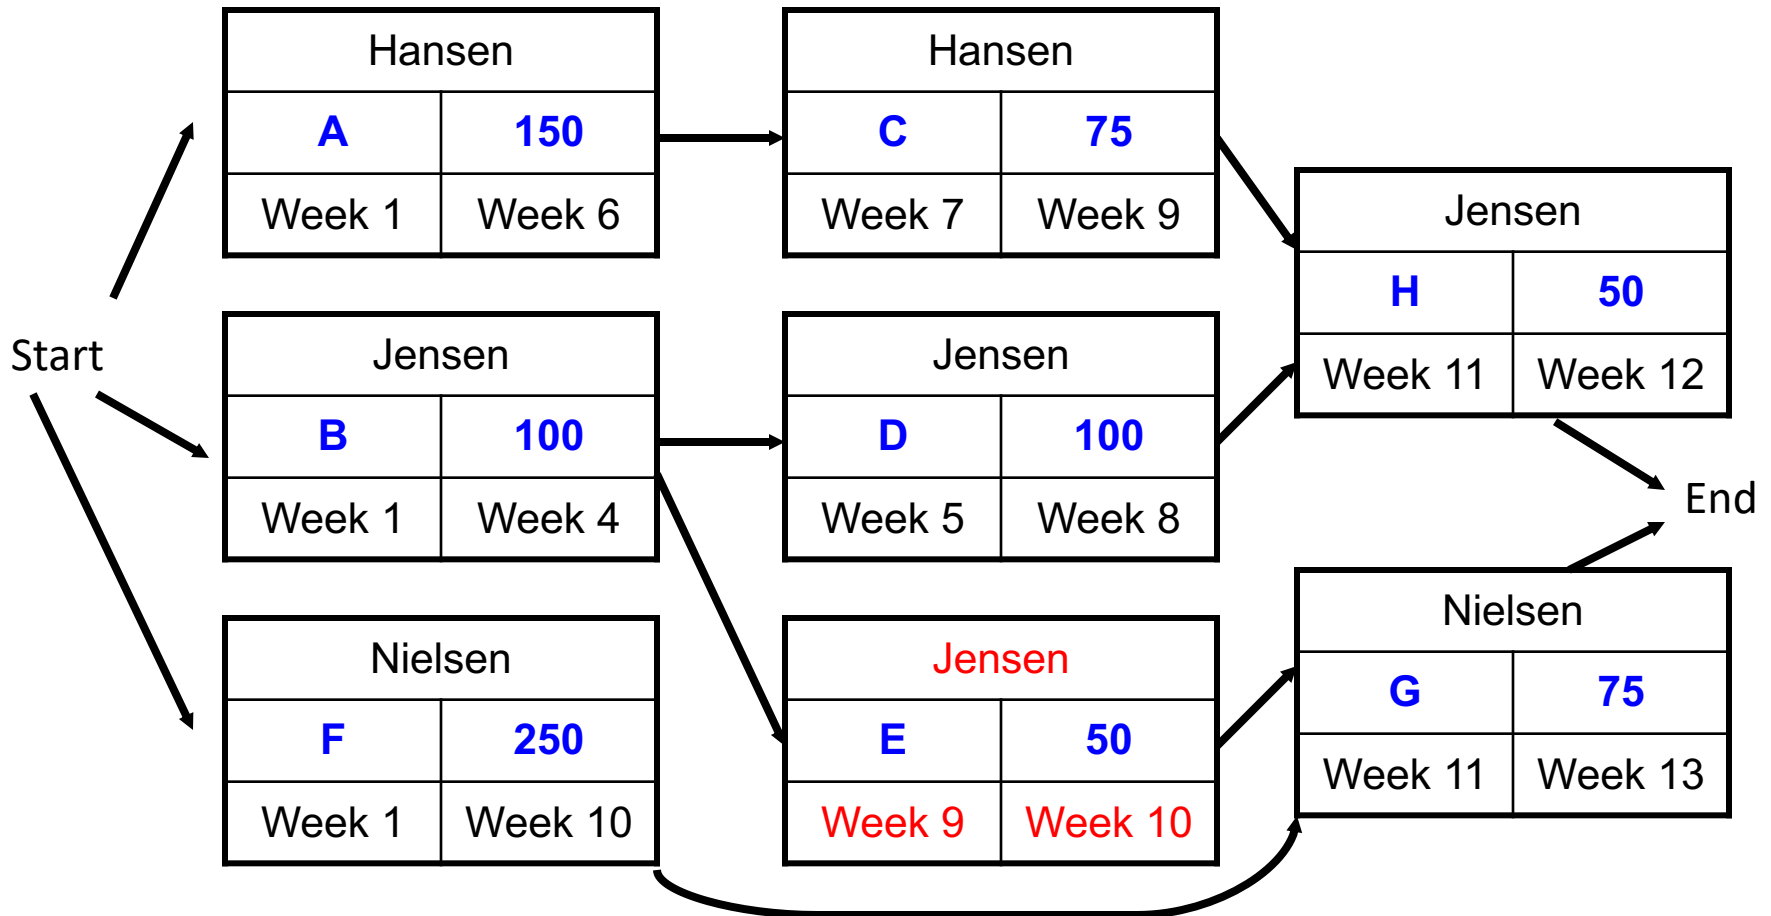 Start
Hansen
A 150
Week 1 Week 6
Jensen
B 100
Week 1 Week 4
Nielsen
F 250
Week 1 Week 10
Hansen
C 75
Week 7 Week 9
Jensen
D 100
Week 5 Week 8
Jensen
E 50
Week 9 Week 10
Jensen
H 50
Week 11 Week 12
Nielsen
G 75
Week 11 Week 13
End